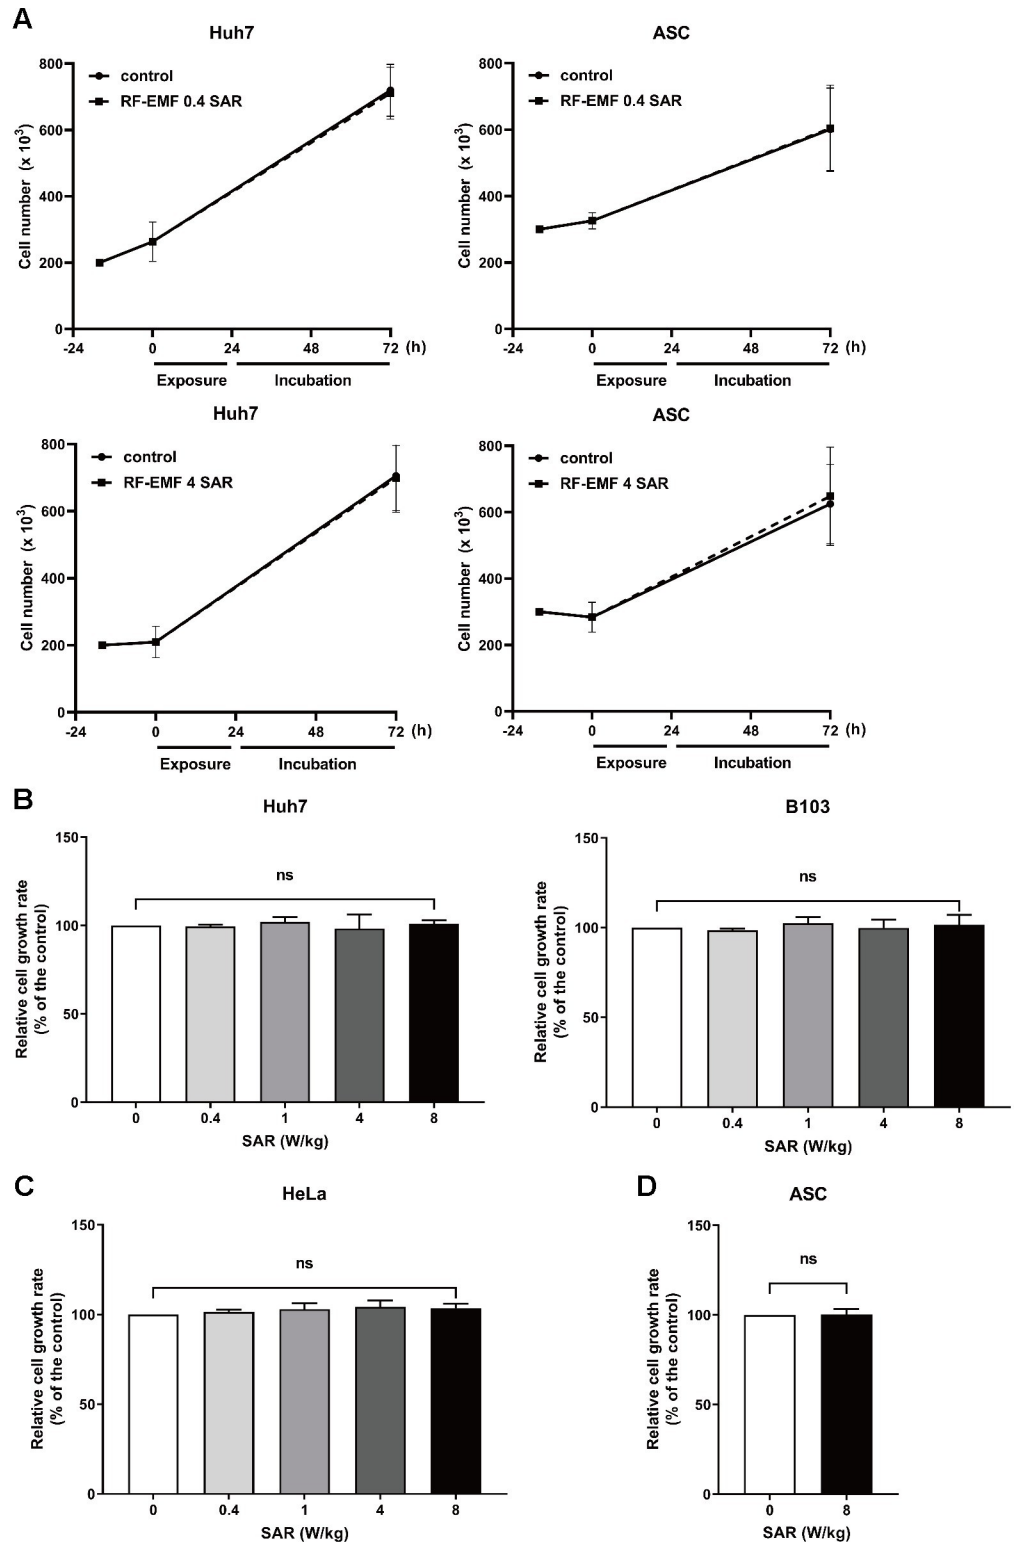 A
Huh7
ASC
800
600
400
200
0
Cell number (x 10³)
control
RF-EMF 0.4 SAR
-24 0 24 48 72 (h)
Exposure Incubation
800
600
400
200
0
Cell number (x 10³)
control
RF-EMF 0.4 SAR
-24 0 24 48 72 (h)
Exposure Incubation
Huh7
ASC
800
600
400
200
0
Cell number (x 10³)
control
RF-EMF 4 SAR
-24 0 24 48 72 (h)
Exposure Incubation
800
600
400
200
0
Cell number (x 10³)
control
RF-EMF 4 SAR
-24 0 24 48 72 (h)
Exposure Incubation
B
Huh7
150
100
50
0
Relative cell growth rate
(% of the control)
ns
0 0.4 1 4 8
SAR (W/kg)
B103
150
100
50
0
Relative cell growth rate
(% of the control)
ns
0 0.4 1 4 8
SAR (W/kg)
C
HeLa
150
100
50
0
Relative cell growth rate
(% of the control)
ns
0 0.4 1 4 8
SAR (W/kg)
D
ASC
150
100
50
0
Relative cell growth rate
(% of the control)
ns
0 8
SAR (W/kg)